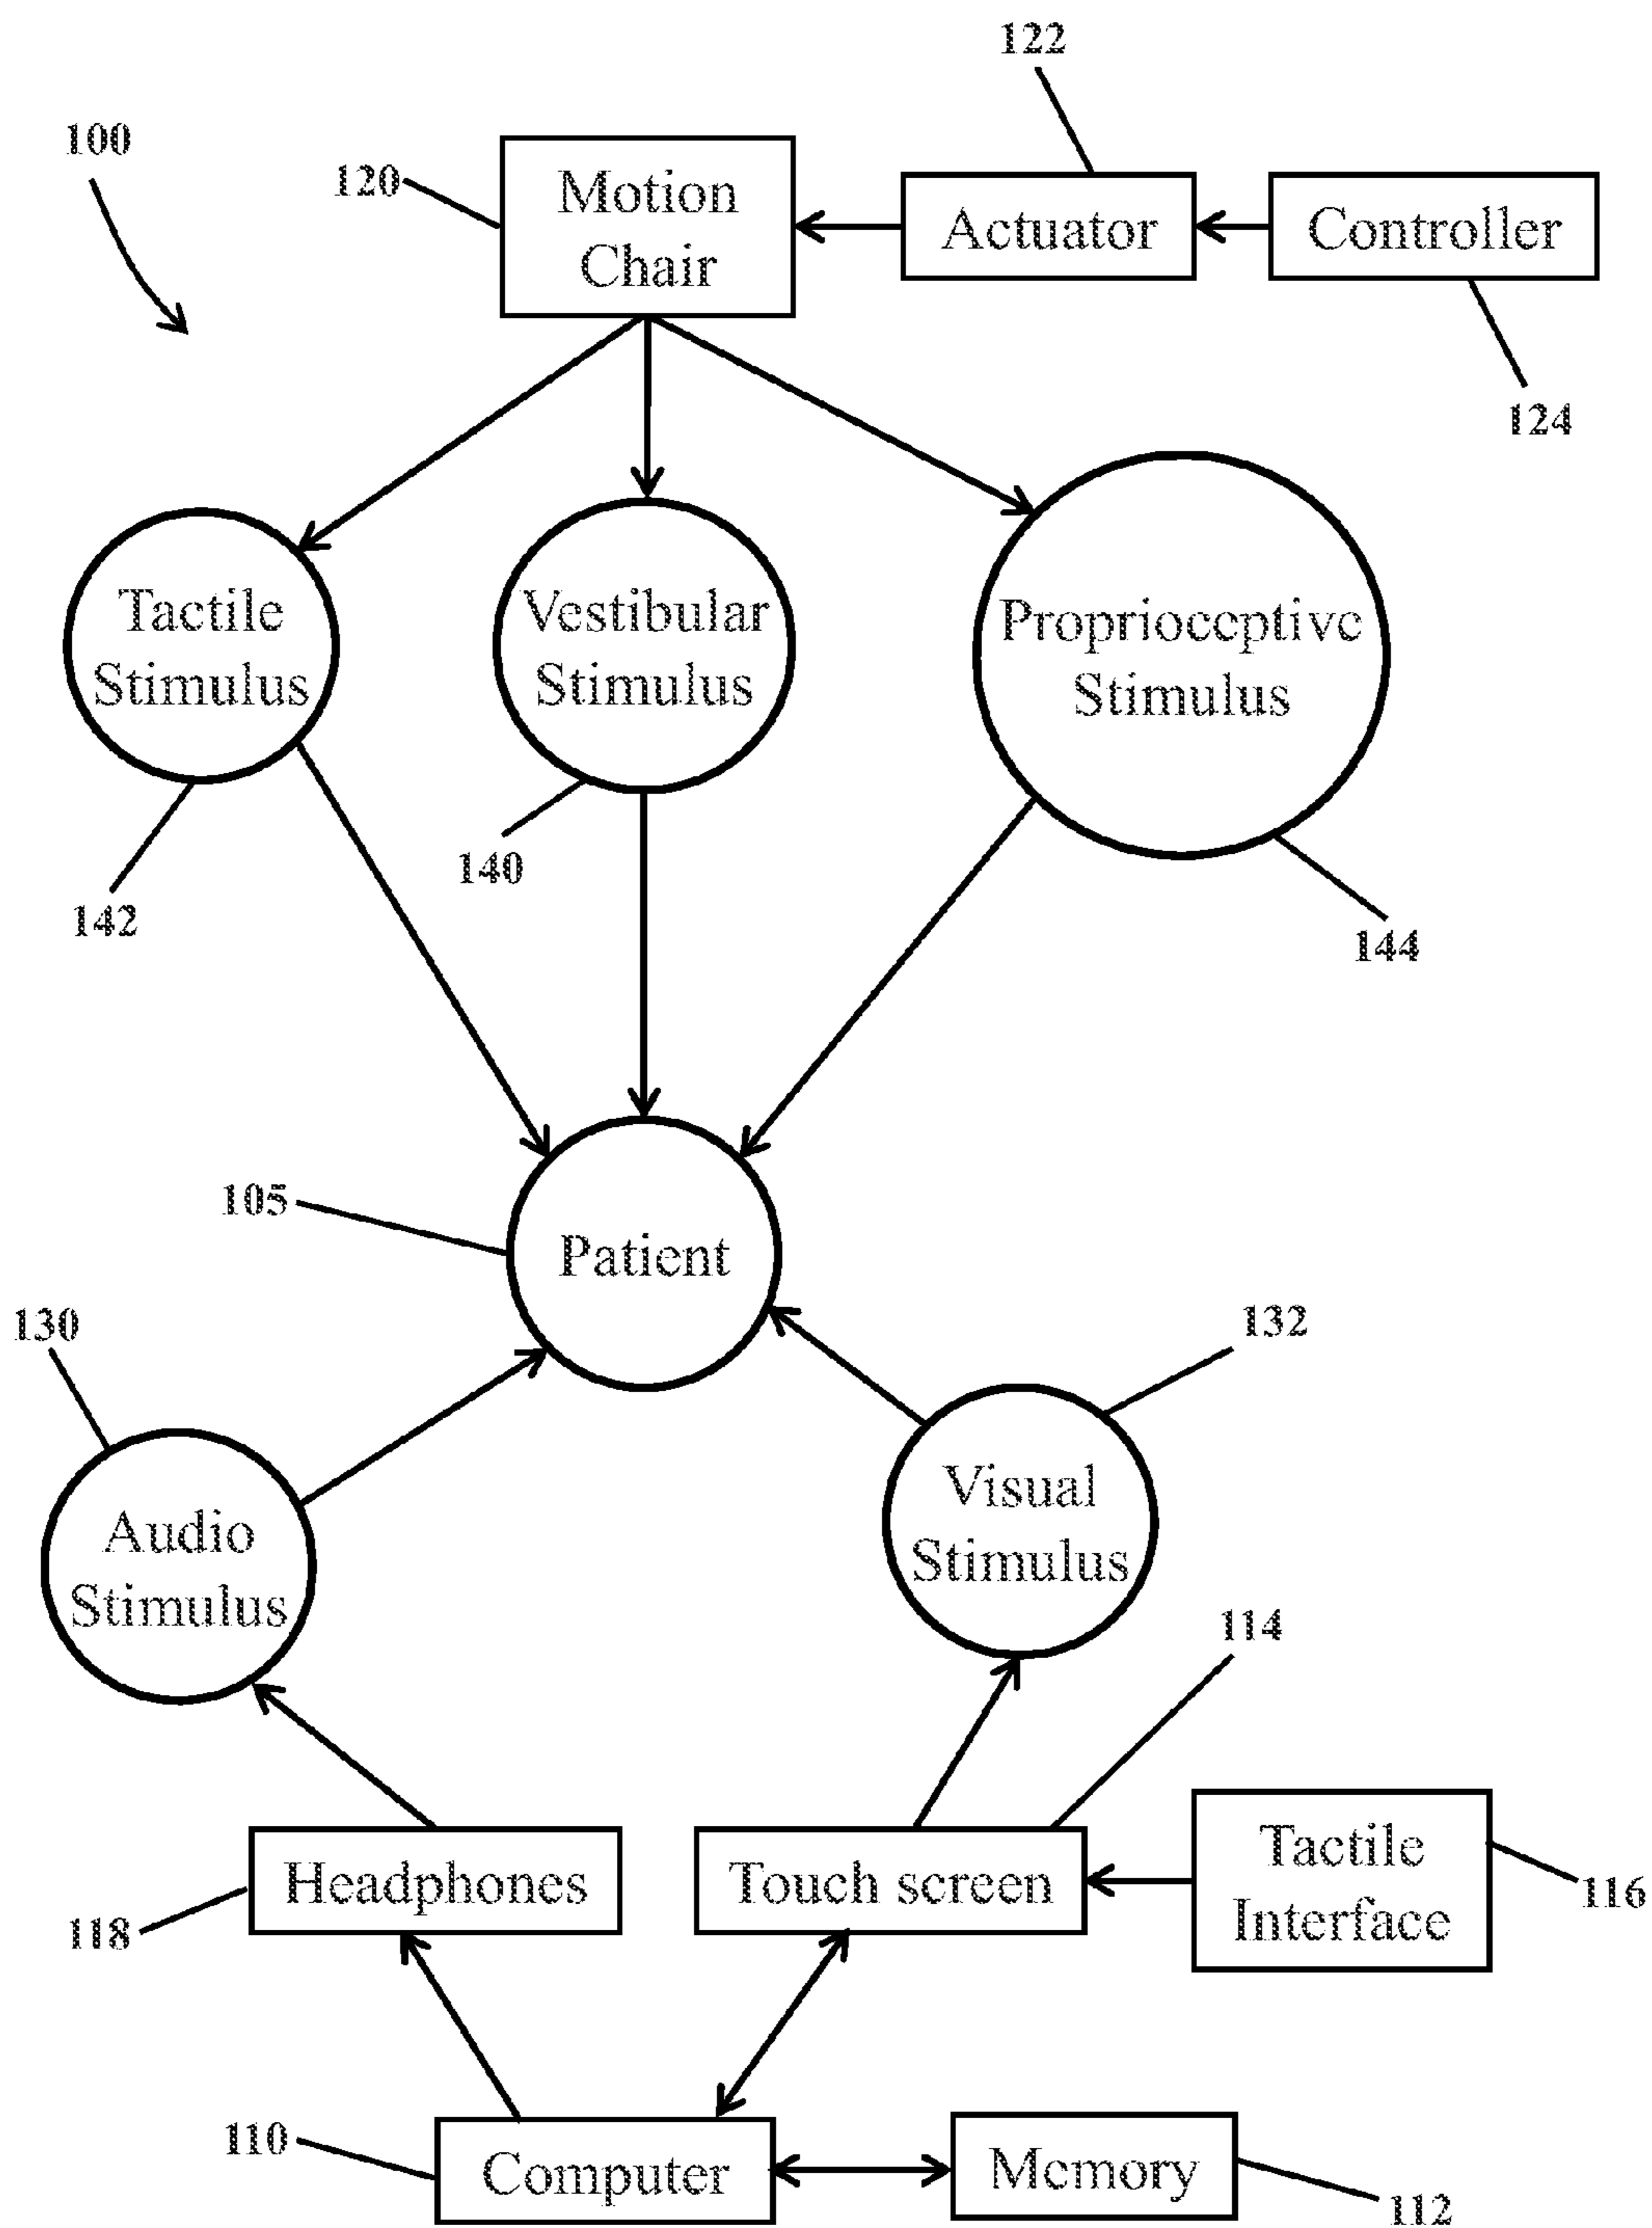 122
100
120
Motion
Chair
Actuator
Controller
124
Tactile
Stimulus
Vestibular
Stimulus
Proprioceptive
Stimulus
142
140
144
105
Patient
130
132
Audio
Stimulus
Visual
Stimulus
114
Headphones
Touch screen
Tactile
Interface
118
116
110
Computer
Memory
112